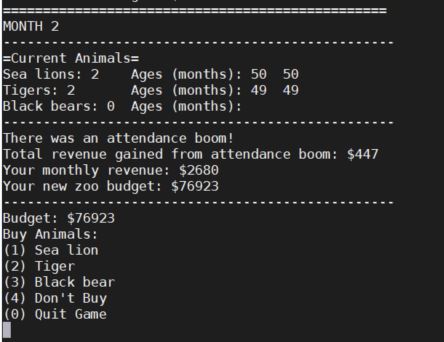 ==============================================
MONTH 2
-----------------------------------------------
=Current Animals=
Sea lions: 2    Ages (months): 50  50
Tigers: 2       Ages (months): 49  49
Black bears: 0  Ages (months):
-----------------------------------------------
There was an attendance boom!
Total revenue gained from attendance boom: $447
Your monthly revenue: $2680
Your new zoo budget: $76923
-----------------------------------------------
Budget: $76923
Buy Animals:
(1) Sea lion
(2) Tiger
(3) Black bear
(4) Don't Buy
(0) Quit Game